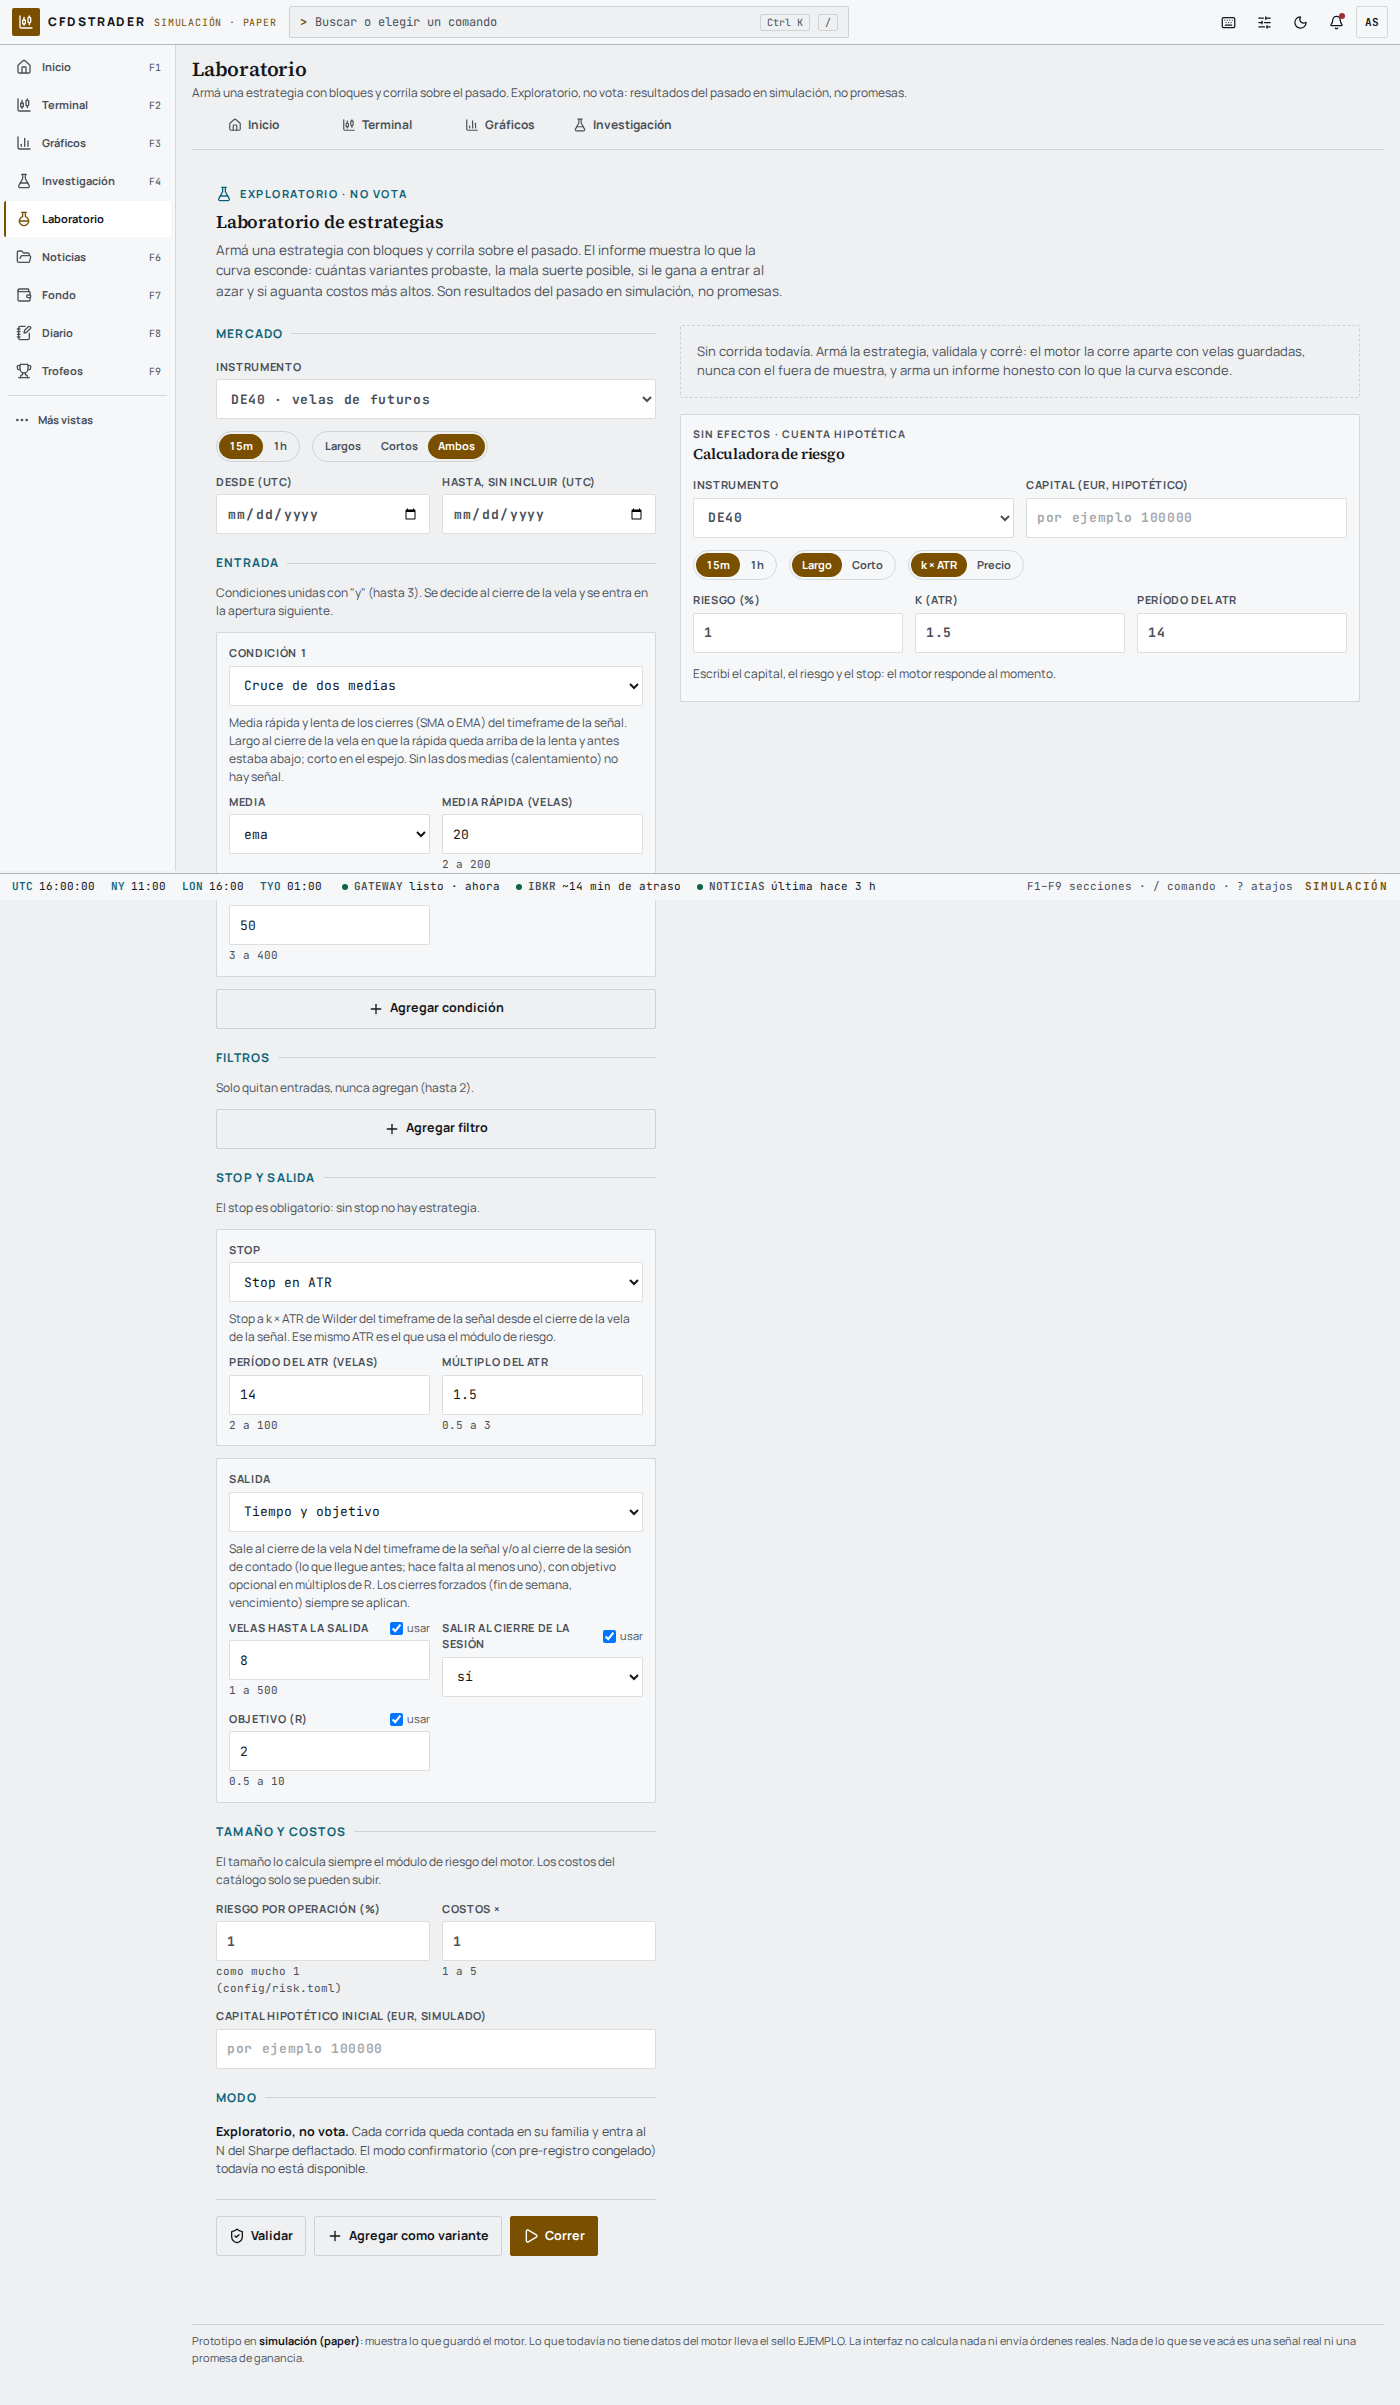 CFDSTRADER SIMULACIÓN · PAPER
> Buscar o elegir un comando Ctrl K /
AS
Inicio F1
Terminal F2
Gráficos F3
Investigación F4
Laboratorio
Noticias F6
Fondo F7
Diario F8
Trofeos F9
Más vistas
Laboratorio
Armá una estrategia con bloques y corrila sobre el pasado. Exploratorio, no vota: resultados del pasado en simulación, no promesas.
Inicio Terminal Gráficos Investigación
EXPLORATORIO · NO VOTA
Laboratorio de estrategias
Armá una estrategia con bloques y corrila sobre el pasado. El informe muestra lo que la
curva esconde: cuántas variantes probaste, la mala suerte posible, si le gana a entrar al
azar y si aguanta costos más altos. Son resultados del pasado en simulación, no promesas.
MERCADO
INSTRUMENTO
DE40 · velas de futuros
15m 1h Largos Cortos Ambos
DESDE (UTC) HASTA, SIN INCLUIR (UTC)
mm/dd/yyyy mm/dd/yyyy
ENTRADA
Condiciones unidas con "y" (hasta 3). Se decide al cierre de la vela y se entra en
la apertura siguiente.
CONDICIÓN 1
Cruce de dos medias
Media rápida y lenta de los cierres (SMA o EMA) del timeframe de la señal.
Largo al cierre de la vela en que la rápida queda arriba de la lenta y antes
estaba abajo; corto en el espejo. Sin las dos medias (calentamiento) no
hay señal.
MEDIA MEDIA RÁPIDA (VELAS)
ema 20
2 a 200
Sin corrida todavía. Armá la estrategia, validala y corré: el motor la corre aparte con velas guardadas,
nunca con el fuera de muestra, y arma un informe honesto con lo que la curva esconde.
SIN EFECTOS · CUENTA HIPOTÉTICA
Calculadora de riesgo
INSTRUMENTO CAPITAL (EUR, HIPOTÉTICO)
DE40 por ejemplo 100000
15m 1h Largo Corto k × ATR Precio
RIESGO (%) K (ATR) PERÍODO DEL ATR
1 1.5 14
Escribí el capital, el riesgo y el stop: el motor responde al momento.
UTC 16:00:00 NY 11:00 LON 16:00 TYO 01:00 GATEWAY listo · ahora IBKR ~14 min de atraso NOTICIAS última hace 3 h F1–F9 secciones · / comando · ? atajos SIMULACIÓN
50
3 a 400
Agregar condición
FILTROS
Solo quitan entradas, nunca agregan (hasta 2).
Agregar filtro
STOP Y SALIDA
El stop es obligatorio: sin stop no hay estrategia.
STOP
Stop en ATR
Stop a k × ATR de Wilder del timeframe de la señal desde el cierre de la vela
de la señal. Ese mismo ATR es el que usa el módulo de riesgo.
PERÍODO DEL ATR (VELAS) MÚLTIPLO DEL ATR
14 1.5
2 a 100 0.5 a 3
SALIDA
Tiempo y objetivo
Sale al cierre de la vela N del timeframe de la señal y/o al cierre de la sesión
de contado (lo que llegue antes; hace falta al menos uno), con objetivo
opcional en múltiplos de R. Los cierres forzados (fin de semana,
vencimiento) siempre se aplican.
VELAS HASTA LA SALIDA usar SALIR AL CIERRE DE LA SESIÓN usar
8 sí
1 a 500
OBJETIVO (R) usar
2
0.5 a 10
TAMAÑO Y COSTOS
El tamaño lo calcula siempre el módulo de riesgo del motor. Los costos del
catálogo solo se pueden subir.
RIESGO POR OPERACIÓN (%) COSTOS ×
1 1
como mucho 1 1 a 5
(config/risk.toml)
CAPITAL HIPOTÉTICO INICIAL (EUR, SIMULADO)
por ejemplo 100000
MODO
Exploratorio, no vota. Cada corrida queda contada en su familia y entra al
N del Sharpe deflactado. El modo confirmatorio (con pre-registro congelado)
todavía no está disponible.
Validar Agregar como variante Correr
Prototipo en simulación (paper): muestra lo que guardó el motor. Lo que todavía no tiene datos del motor lleva el sello EJEMPLO. La interfaz no calcula nada ni envía órdenes reales. Nada de lo que se ve acá es una señal real ni una
promesa de ganancia.